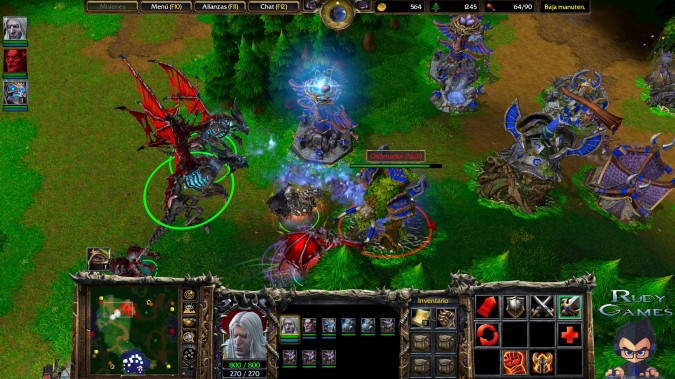 Misiones
Menú (F10)
Alianzas (F11)
Chat (F12)
564
1245
64/90
Baja manuten.
Inventario
800 / 800
270 / 270
RUEY
GAMES